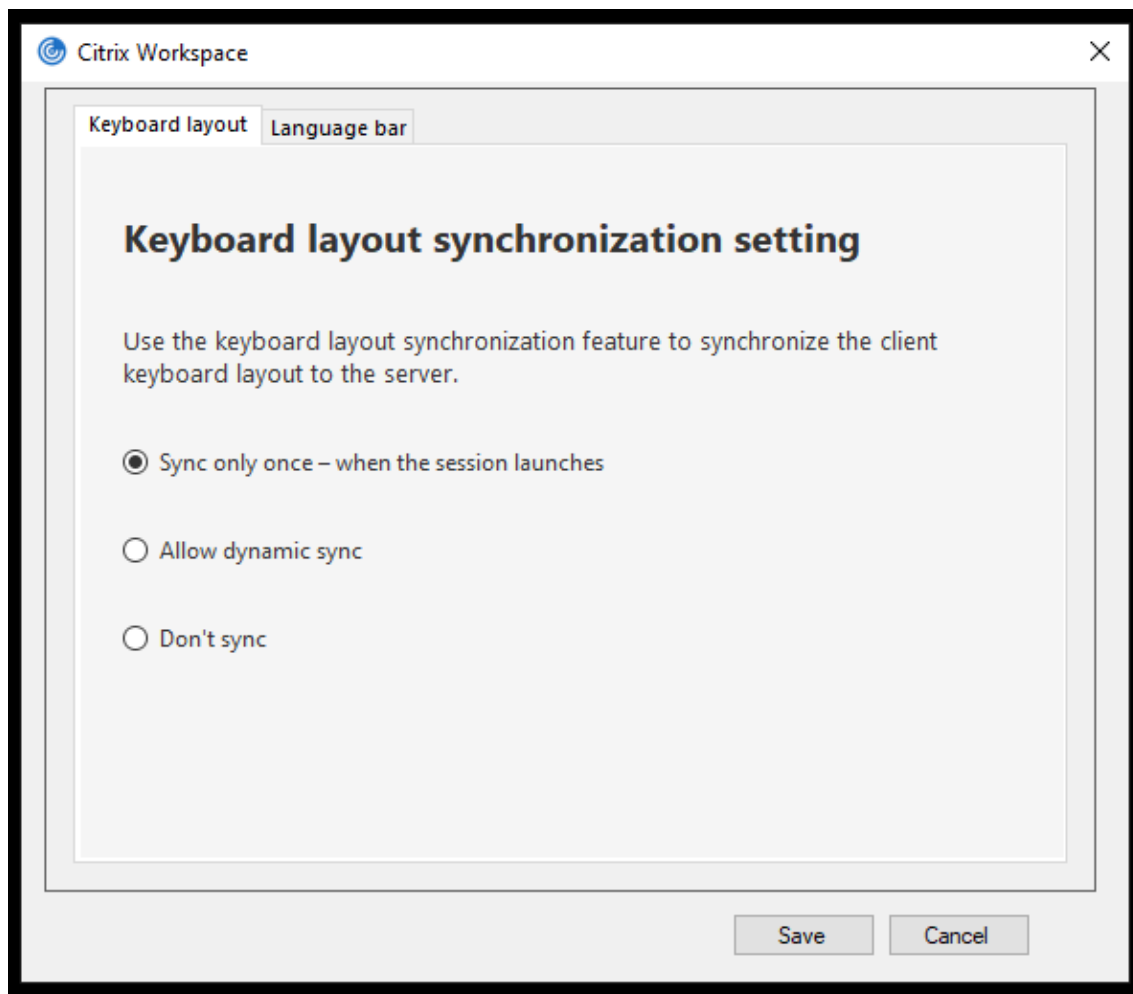 Citrix Workspace
Keyboard layout
Language bar
Keyboard layout synchronization setting
Use the keyboard layout synchronization feature to synchronize the client
keyboard layout to the server.
Sync only once – when the session launches
Allow dynamic sync
Don't sync
Save
Cancel